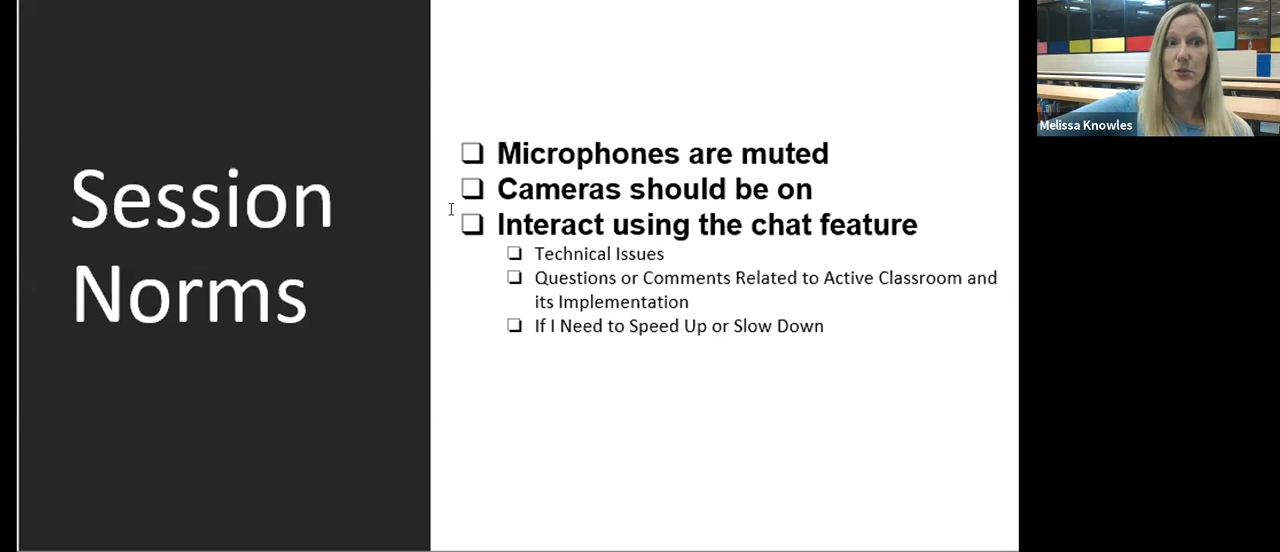 Session
Norms
Microphones are muted
Cameras should be on
Interact using the chat feature
Technical Issues
Questions or Comments Related to Active Classroom and
its Implementation
If I Need to Speed Up or Slow Down
Melissa Knowles